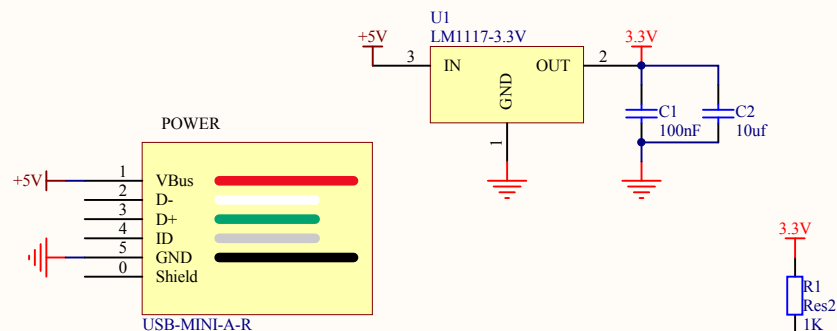 U1
LM1117-3.3V
+5V
3
IN
OUT
2
3.3V
GND
1
C1
100nF
C2
10uf
POWER
+5V
1
VBus
2
D-
3
D+
4
ID
5
GND
0
Shield
USB-MINI-A-R
3.3V
R1
Res2
1K